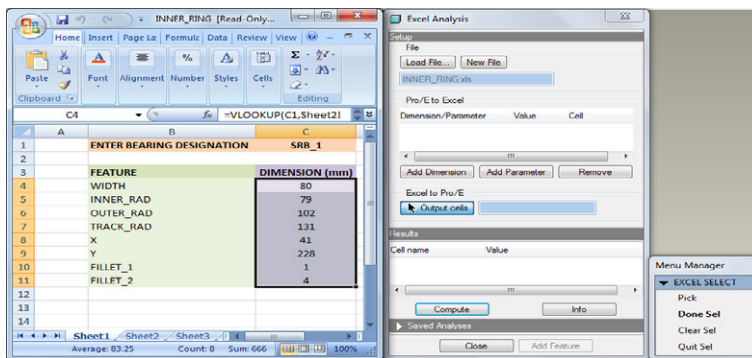 INNER_RING [Read-Only...
Home Insert Page La Formula Data Review View
Paste Font Alignment Number Styles Cells
Clipboard Editing
C4 fx =VLOOKUP(C1,Sheet2!
A B C
1 ENTER BEARING DESIGNATION SRB_1
2
3 FEATURE DIMENSION (mm)
4 WIDTH 80
5 INNER_RAD 79
6 OUTER_RAD 102
7 TRACK_RAD 131
8 X 41
9 Y 228
10 FILLET_1 1
11 FILLET_2 4
12
13
14
Sheet1 Sheet2 Sheet3
Average: 83.25 Count: 8 Sum: 666 100%
Excel Analysis
Setup
File
Load File... New File
INNER_RING.xls
Pro/E to Excel
Dimension/Parameter Value Cell
Add Dimension Add Parameter Remove
Excel to Pro/E
Output cells
Results
Cell name Value
Compute Info
Saved Analyses
Close Add Feature
Menu Manager
EXCEL SELECT
Pick
Done Sel
Clear Sel
Quit Sel